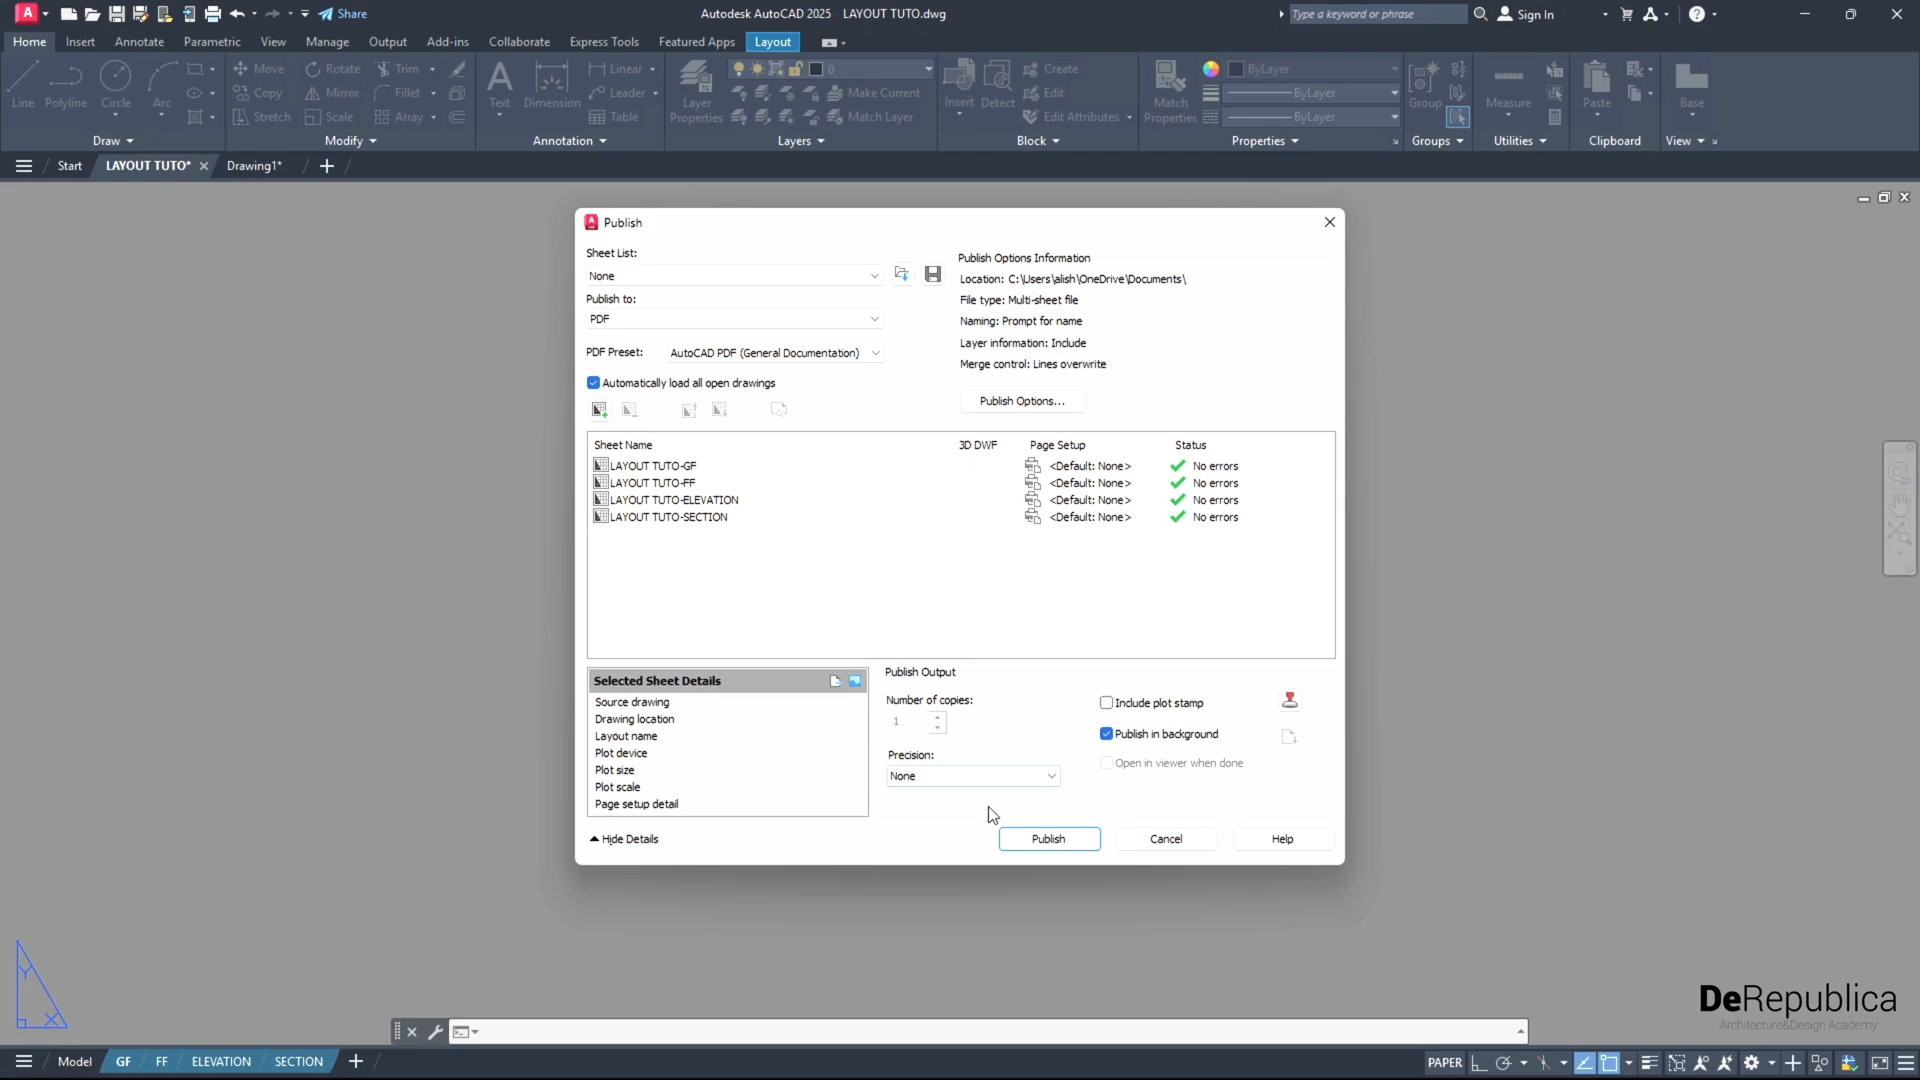 A
Share
Autodesk AutoCAD 2025 LAYOUT TUTO.dwg
Type a keyword or phrase
Sign In
Home Insert Annotate Parametric View Manage Output Add-ins Collaborate Express Tools Featured Apps Layout
Line Polyline Circle Arc
Move Rotate Trim
Copy Mirror Fillet
Stretch Scale Array
Text Dimension
Linear
Leader
Table
Layer Properties
0
Make Current
Match Layer
Insert Detect
Create
Edit
Edit Attributes
Match Properties
ByLayer
ByLayer
ByLayer
Group
Measure
Paste
Base
Draw Modify Annotation Layers Block Properties Groups Utilities Clipboard View
Start LAYOUT TUTO* Drawing1*
Publish
Sheet List:
None
Publish to:
PDF
PDF Preset: AutoCAD PDF (General Documentation)
Automatically load all open drawings
Publish Options Information
Location: C:\Users\alish\OneDrive\Documents\
File type: Multi-sheet file
Naming: Prompt for name
Layer information: Include
Merge control: Lines overwrite
Publish Options...
Sheet Name 3D DWF Page Setup Status
LAYOUT TUTO-GF <Default: None> No errors
LAYOUT TUTO-FF <Default: None> No errors
LAYOUT TUTO-ELEVATION <Default: None> No errors
LAYOUT TUTO-SECTION <Default: None> No errors
Selected Sheet Details
Source drawing
Drawing location
Layout name
Plot device
Plot size
Plot scale
Page setup detail
Publish Output
Number of copies:
1
Precision:
None
Include plot stamp
Publish in background
Open in viewer when done
Hide Details
Publish Cancel Help
Y
X
DeRepublica
Architecture&Design Academy
Model GF FF ELEVATION SECTION
PAPER